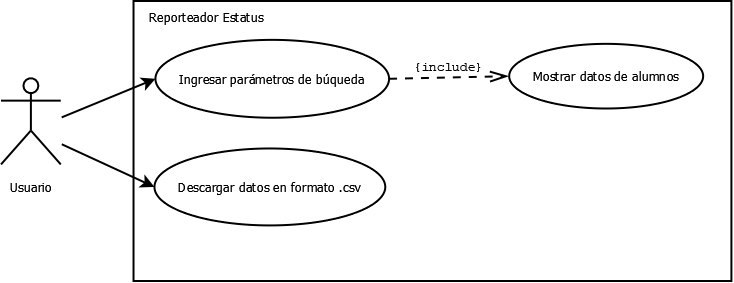 Reporteador Estatus
Ingresar parámetros de búqueda
{include}
Mostrar datos de alumnos
Usuario
Descargar datos en formato .csv